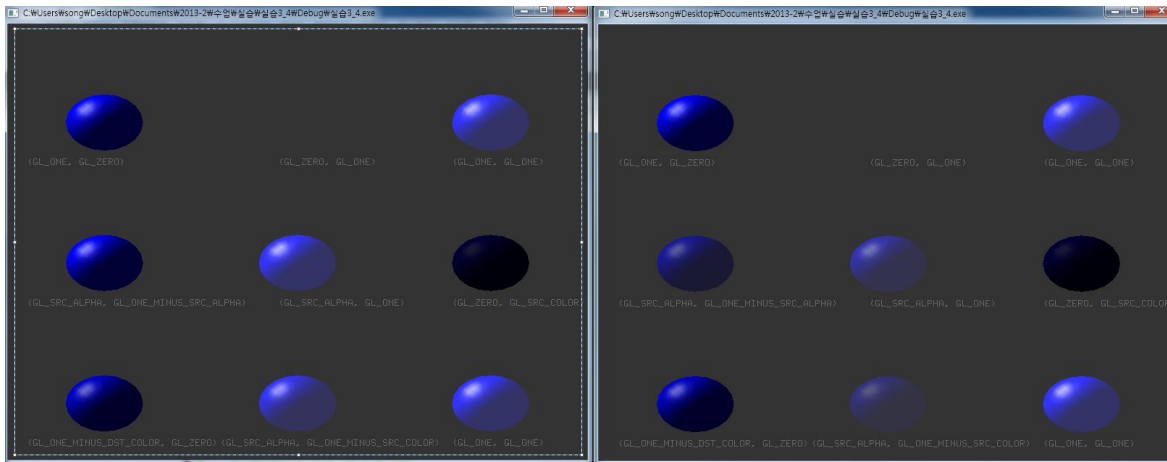 C:₩Users₩song₩Desktop₩Documents₩2013-2₩수업₩실습₩실습3_4₩Debug₩실습3_4.exe
(GL_ONE, GL_ZERO) (GL_ZERO, GL_ONE) (GL_ONE, GL_ONE)
(GL_SRC_ALPHA, GL_ONE_MINUS_SRC_ALPHA) (GL_SRC_ALPHA, GL_ONE) (GL_ZERO, GL_SRC_COLOR)
(GL_ONE_MINUS_DST_COLOR, GL_ZERO) (GL_SRC_ALPHA, GL_ONE_MINUS_SRC_COLOR) (GL_ONE, GL_ONE)
C:₩Users₩song₩Desktop₩Documents₩2013-2₩수업₩실습₩실습3_4₩Debug₩실습3_4.exe
(GL_ONE, GL_ZERO) (GL_ZERO, GL_ONE) (GL_ONE, GL_ONE)
(GL_SRC_ALPHA, GL_ONE_MINUS_SRC_ALPHA) (GL_SRC_ALPHA, GL_ONE) (GL_ZERO, GL_SRC_COLOR
(GL_ONE_MINUS_DST_COLOR, GL_ZERO) (GL_SRC_ALPHA, GL_ONE_MINUS_SRC_COLOR) (GL_ONE, GL_ONE)